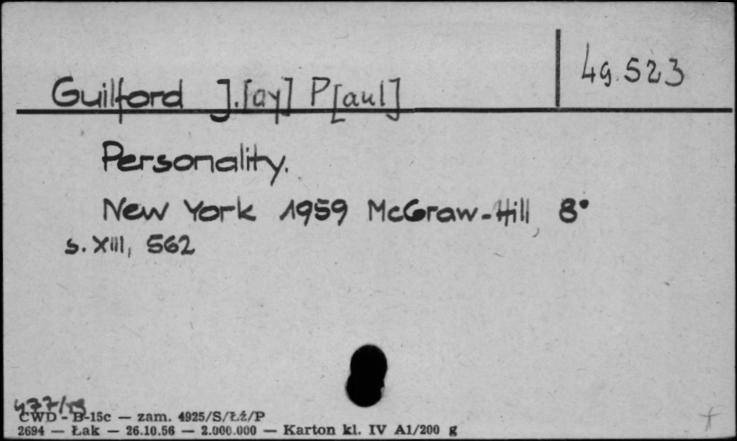 49.523
Guilford J.[ay] P[aul]
Personality.
New York 1959 McGraw-Hill, 8°
s. XIII, 562
CWD - B-15c — zam. 4925/S/Łź/P
2694 — Łak — 26.10.56 — 2.000.000 — Karton kl. IV A1/200 g